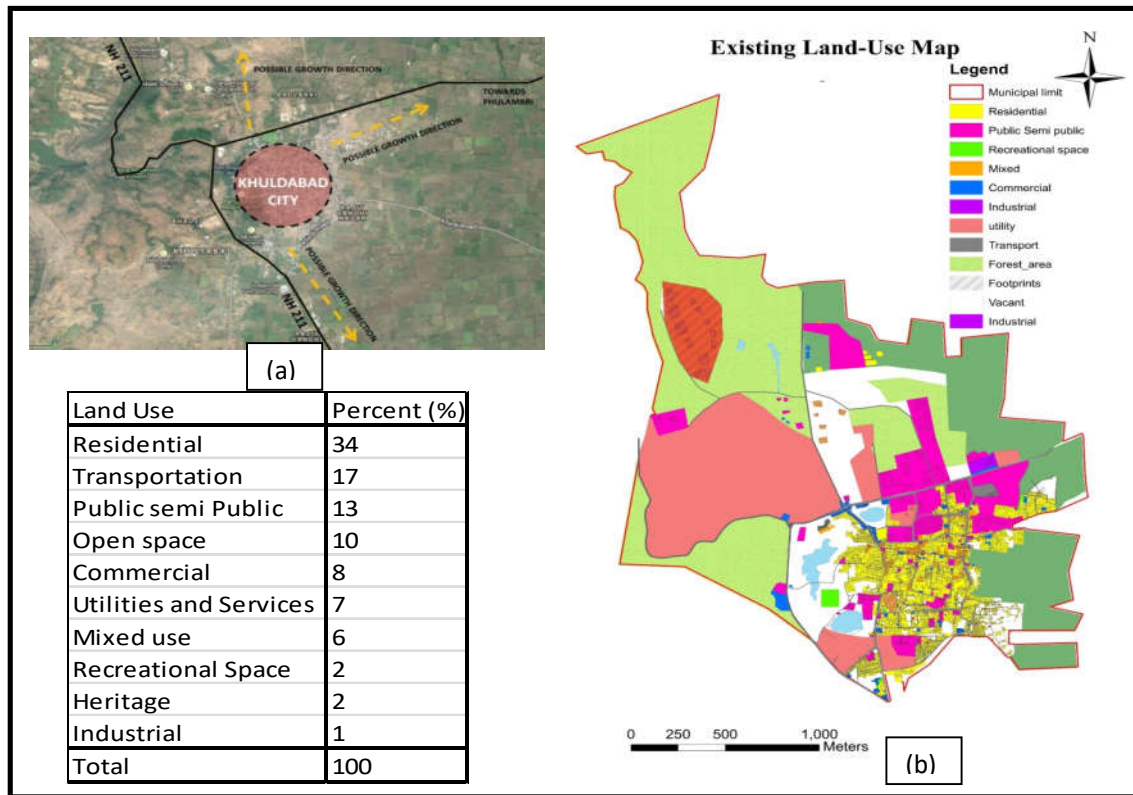 NH 211
POSSIBLE GROWTH DIRECTION
TOWARDS
PHULAMBRI
POSSIBLE GROWTH DIRECTION
KHULDABAD
CITY
POSSIBLE GROWTH DIRECTION
NH 211
(a)
Land Use Percent (%)
Residential 34
Transportation 17
Public semi Public 13
Open space 10
Commercial 8
Utilities and Services 7
Mixed use 6
Recreational Space 2
Heritage 2
Industrial 1
Total 100
Existing Land-Use Map
N
Legend
Municipal limit
Residential
Public Semi public
Recreational space
Mixed
Commercial
Industrial
utility
Transport
Forest_area
Footprints
Vacant
Industrial
0 250 500 1,000
Meters
(b)